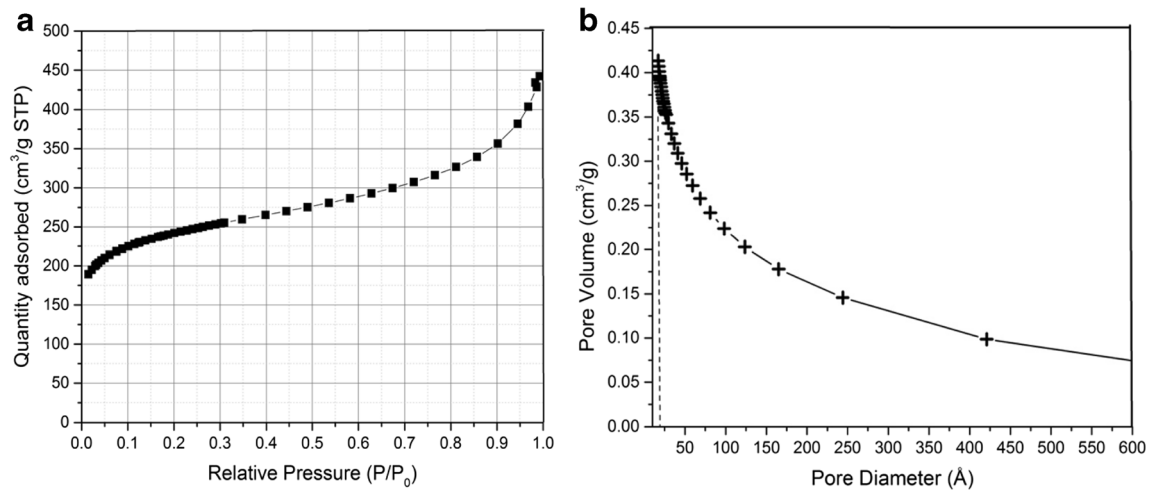 a
Quantity adsorbed (cm³/g STP)
500
450
400
350
300
250
200
150
100
50
0
0.0 0.1 0.2 0.3 0.4 0.5 0.6 0.7 0.8 0.9 1.0
Relative Pressure (P/P₀)
b
Pore Volume (cm³/g)
0.45
0.40
0.35
0.30
0.25
0.20
0.15
0.10
0.05
0.00
50 100 150 200 250 300 350 400 450 500 550 600
Pore Diameter (Å)